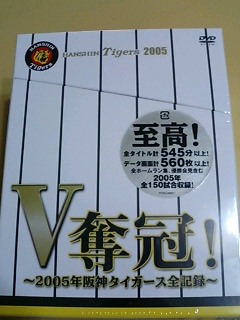 HANSHIN
Tigers
HANSHIN Tigers 2005
DVD
至高!
全タイトル計545分以上!
データ画面計560枚以上!
全ホームラン集、優勝会見含む
2005年
全150試合収録!
V奪冠!
〜2005年阪神タイガース全記録〜